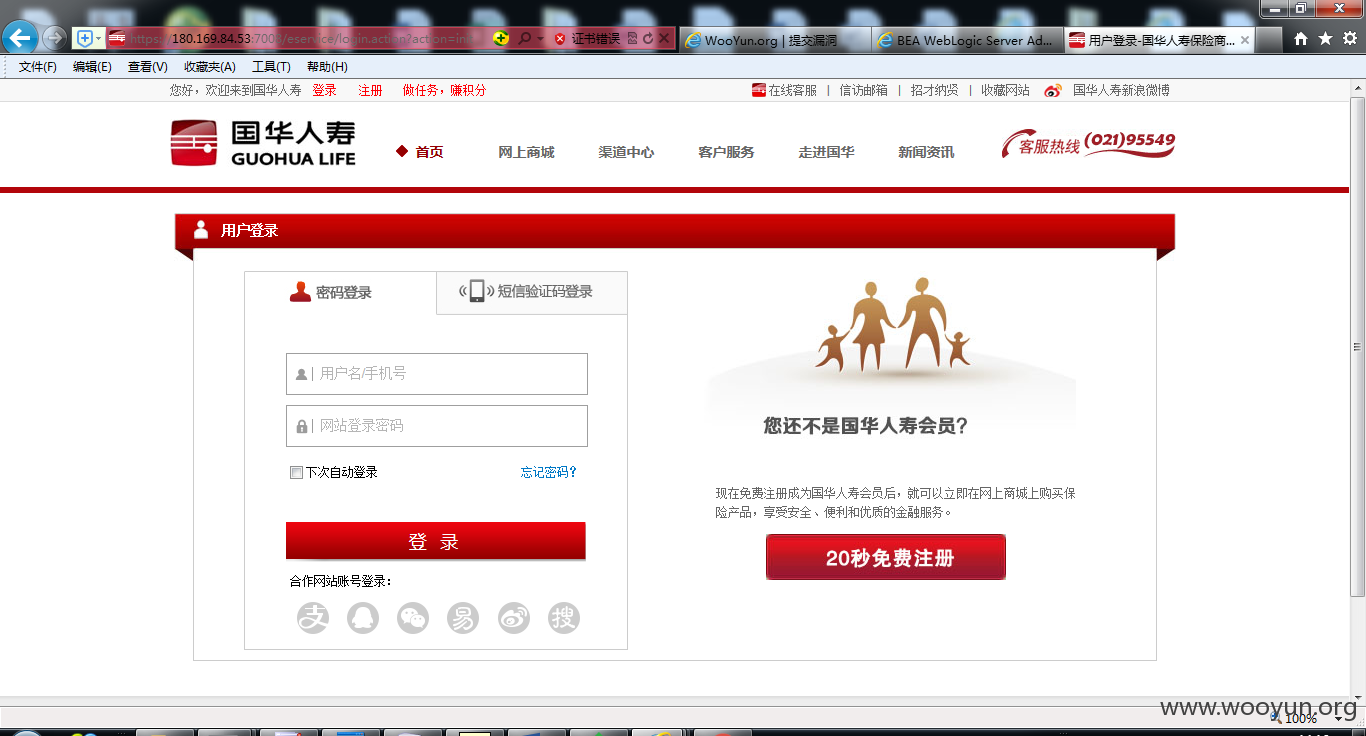 https://180.169.84.53:7008/eservice/login.action?action=ini
证书错误
WooYun.org | 提交漏洞
BEA WebLogic Server Ad...
用户登录-国华人寿保险商...
文件(F) 编辑(E) 查看(V) 收藏夹(A) 工具(T) 帮助(H)
您好，欢迎来到国华人寿 登录 注册 做任务，赚积分
在线客服 | 信访邮箱 | 招才纳贤 | 收藏网站 国华人寿新浪微博
国华人寿
GUOHUA LIFE
首页 网上商城 渠道中心 客户服务 走进国华 新闻资讯
客服热线 (021)95549
用户登录
密码登录
短信验证码登录
用户名/手机号
网站登录密码
下次自动登录 忘记密码?
登 录
合作网站账号登录：
支 易 搜
您还不是国华人寿会员？
现在免费注册成为国华人寿会员后，就可以立即在网上商城上购买保
险产品，享受安全、便利和优质的金融服务。
20秒免费注册
www.wooyun.org
100%